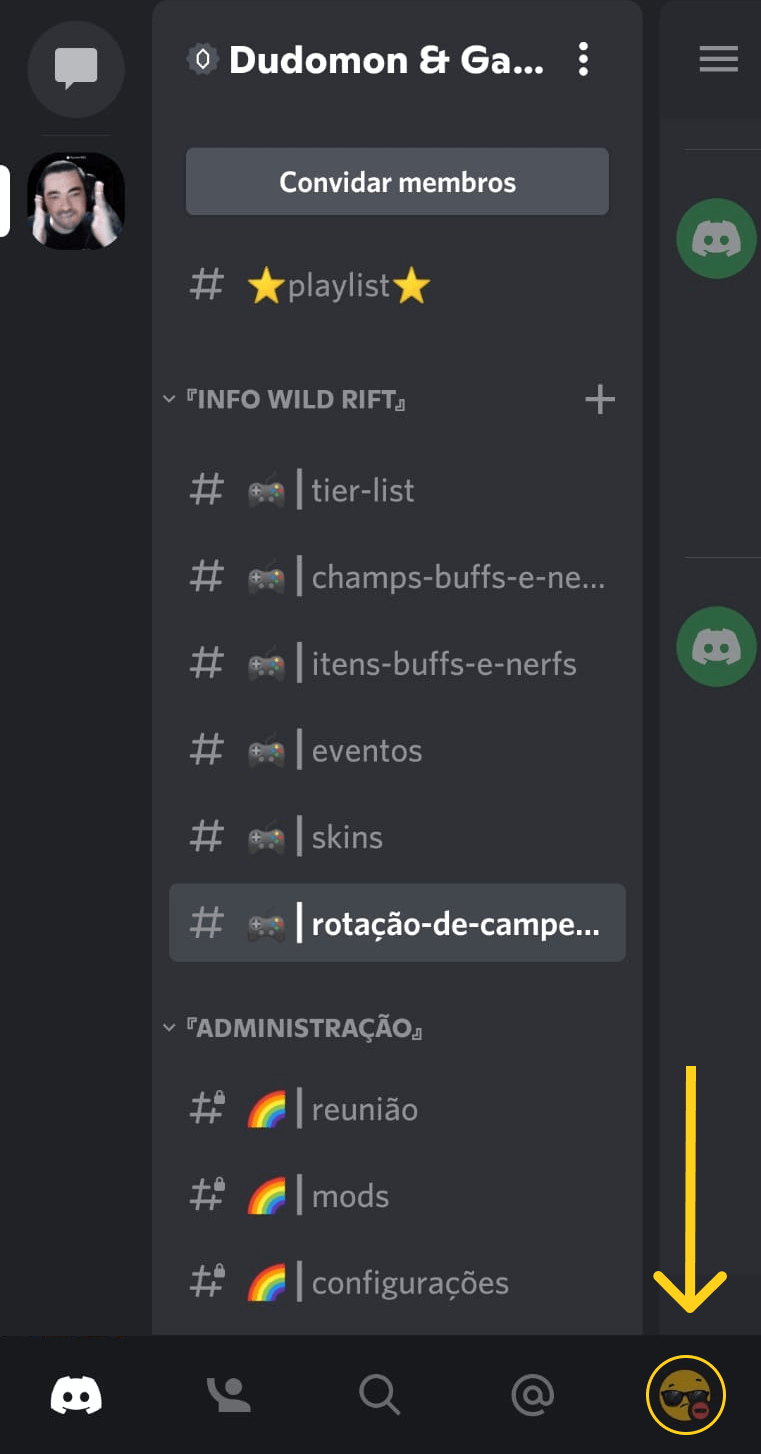 Dudomon & Ga...
Convidar membros
# ⭐playlist⭐
『INFO WILD RIFT』
# 🎮┃tier-list
# 🎮┃champs-buffs-e-ne...
# 🎮┃itens-buffs-e-nerfs
# 🎮┃eventos
# 🎮┃skins
# 🎮┃rotação-de-campe...
『ADMINISTRAÇÃO』
# 🌈┃reunião
# 🌈┃mods
# 🌈┃configurações